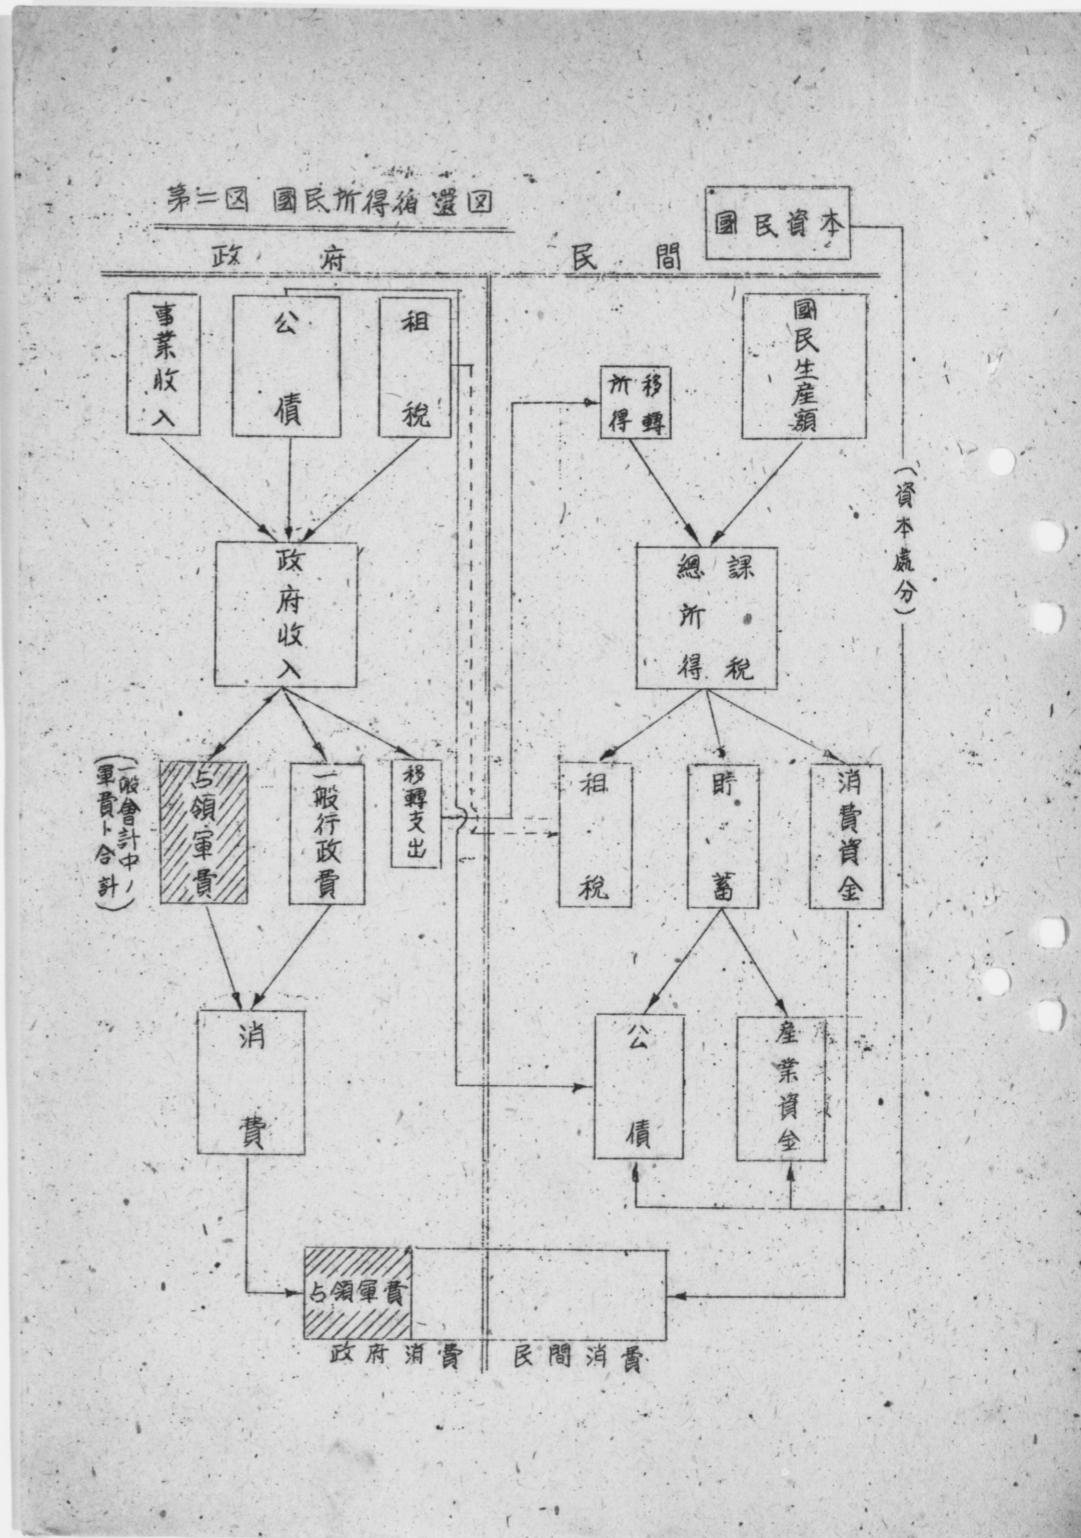 第二図 國民所得循還図
國民資本
政府
民間
事業收入
公債
租税
移轉所得
國民生産額
(資本處分)
政府收入
課税總所得
占領軍費
(一般會計中ノ
軍費ト合計)
一般行政費
移轉支出
租税
貯蓄
消費資金
消費
公債
産業資金
占領軍費
政府消費
民間消費